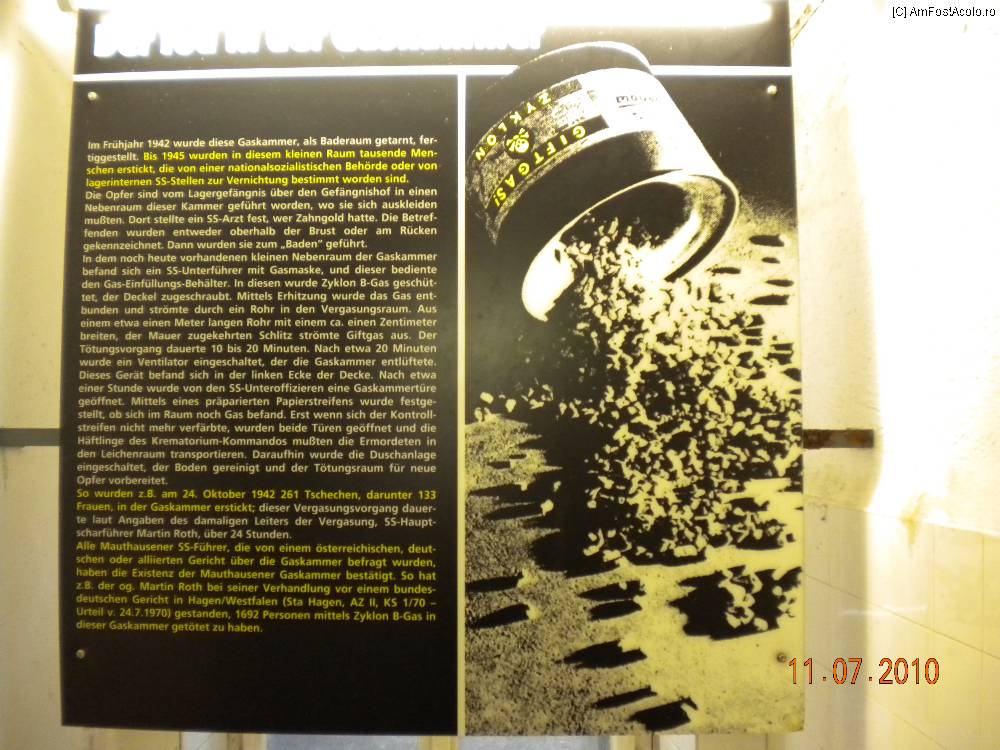 [C] AmFostAcolo.ro
Der Tod in der Gaskammer
Im Frühjahr 1942 wurde diese Gaskammer, als Baderaum getarnt, fer-
tiggestellt. Bis 1945 wurden in diesem kleinen Raum tausende Men-
schen erstickt, die von einer nationalsozialistischen Behörde oder von
lagerinternen SS-Stellen zur Vernichtung bestimmt worden sind.
Die Opfer sind vom Lagergefängnis über den Gefängnishof in einen
Nebenraum dieser Kammer geführt worden, wo sie sich auskleiden
mußten. Dort stellte ein SS-Arzt fest, wer Zahngold hatte. Die Betref-
fenden wurden entweder oberhalb der Brust oder am Rücken
gekennzeichnet. Dann wurden sie zum „Baden" geführt.
In dem noch heute vorhandenen kleinen Nebenraum der Gaskammer
befand sich ein SS-Unterführer mit Gasmaske, und dieser bediente
den Gas-Einfüllungs-Behälter. In diesen wurde Zyklon B-Gas geschüt-
tet, der Deckel zugeschraubt. Mittels Erhitzung wurde das Gas ent-
bunden und strömte durch ein Rohr in den Vergasungsraum. Aus
einem etwa einen Meter langen Rohr mit einem ca. einen Zentimeter
breiten, der Mauer zugekehrten Schlitz strömte Giftgas aus. Der
Tötungsvorgang dauerte 10 bis 20 Minuten. Nach etwa 20 Minuten
wurde ein Ventilator eingeschaltet, der die Gaskammer entlüftete.
Dieses Gerät befand sich in der linken Ecke der Decke. Nach etwa
einer Stunde wurde von den SS-Unteroffizieren eine Gaskammertüre
geöffnet. Mittels eines präparierten Papierstreifens wurde festge-
stellt, ob sich im Raum noch Gas befand. Erst wenn sich der Kontroll-
streifen nicht mehr verfärbte, wurden beide Türen geöffnet und die
Häftlinge des Krematorium-Kommandos mußten die Ermordeten in
den Leichenraum transportieren. Daraufhin wurde die Duschanlage
eingeschaltet, der Boden gereinigt und der Tötungsraum für neue
Opfer vorbereitet.
So wurden z.B. am 24. Oktober 1942 261 Tschechen, darunter 133
Frauen, in der Gaskammer erstickt; dieser Vergasungsvorgang dauer-
te laut Angaben des damaligen Leiters der Vergasung, SS-Haupt-
scharführer Martin Roth, über 24 Stunden.
Alle Mauthausener SS-Führer, die von einem österreichischen, deut-
schen oder alliierten Gericht über die Gaskammer befragt wurden,
haben die Existenz der Mauthausener Gaskammer bestätigt. So hat
z.B. der og. Martin Roth bei seiner Verhandlung vor einem bundes-
deutschen Gericht in Hagen/Westfalen (Sta Hagen, AZ II, KS 1/70 –
Urteil v. 24.7.1970) gestanden, 1692 Personen mittels Zyklon B-Gas in
dieser Gaskammer getötet zu haben.
GIFTGAS!
ZYKLON
11.07.2010